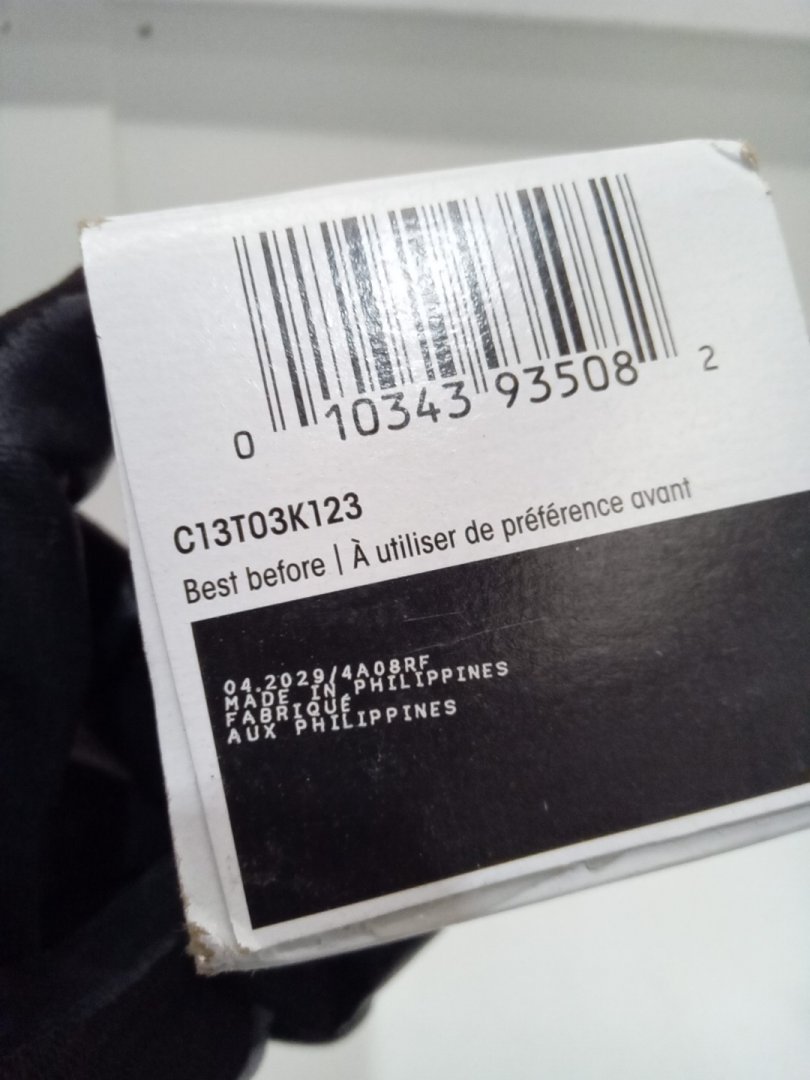 0 10343 93508 2
C13T03K123
Best before | À utiliser de préférence avant
04.2029/4A08RF
MADE IN PHILIPPINES
FABRIQUÉ
AUX PHILIPPINES